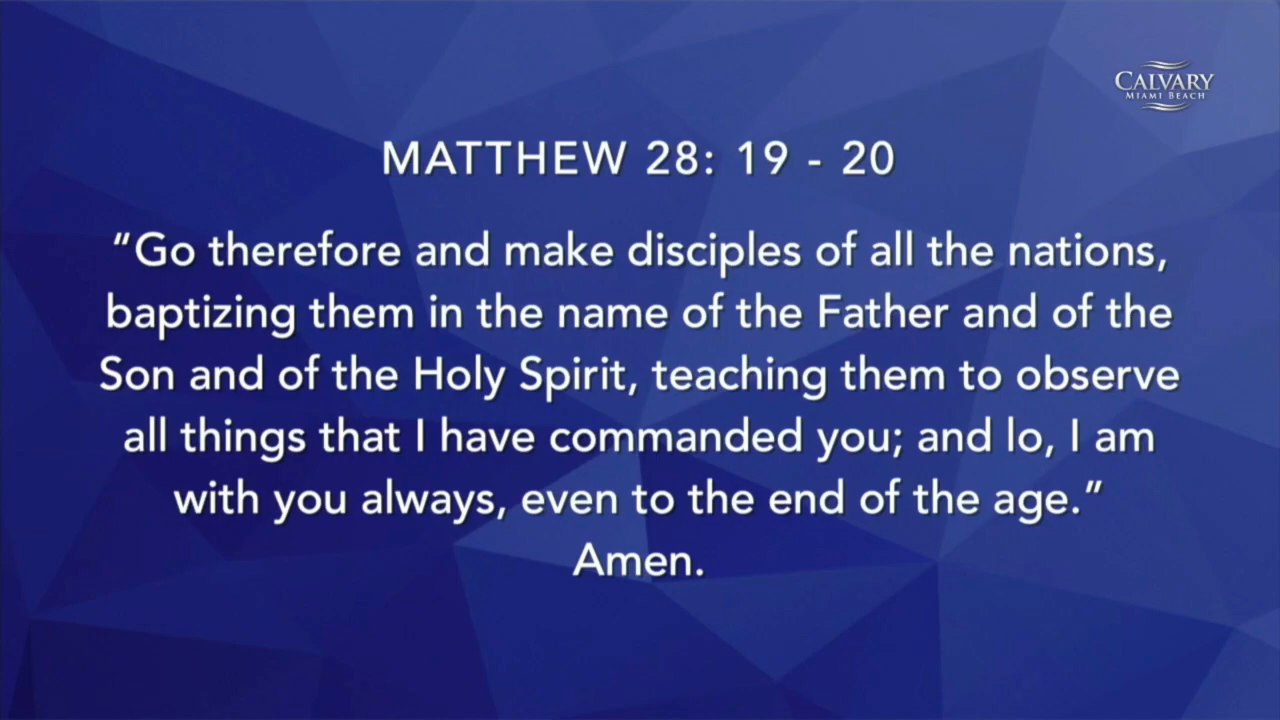 CALVARY
MIAMI BEACH
MATTHEW 28: 19 - 20
“Go therefore and make disciples of all the nations,
baptizing them in the name of the Father and of the
Son and of the Holy Spirit, teaching them to observe
all things that I have commanded you; and lo, I am
with you always, even to the end of the age.”
Amen.